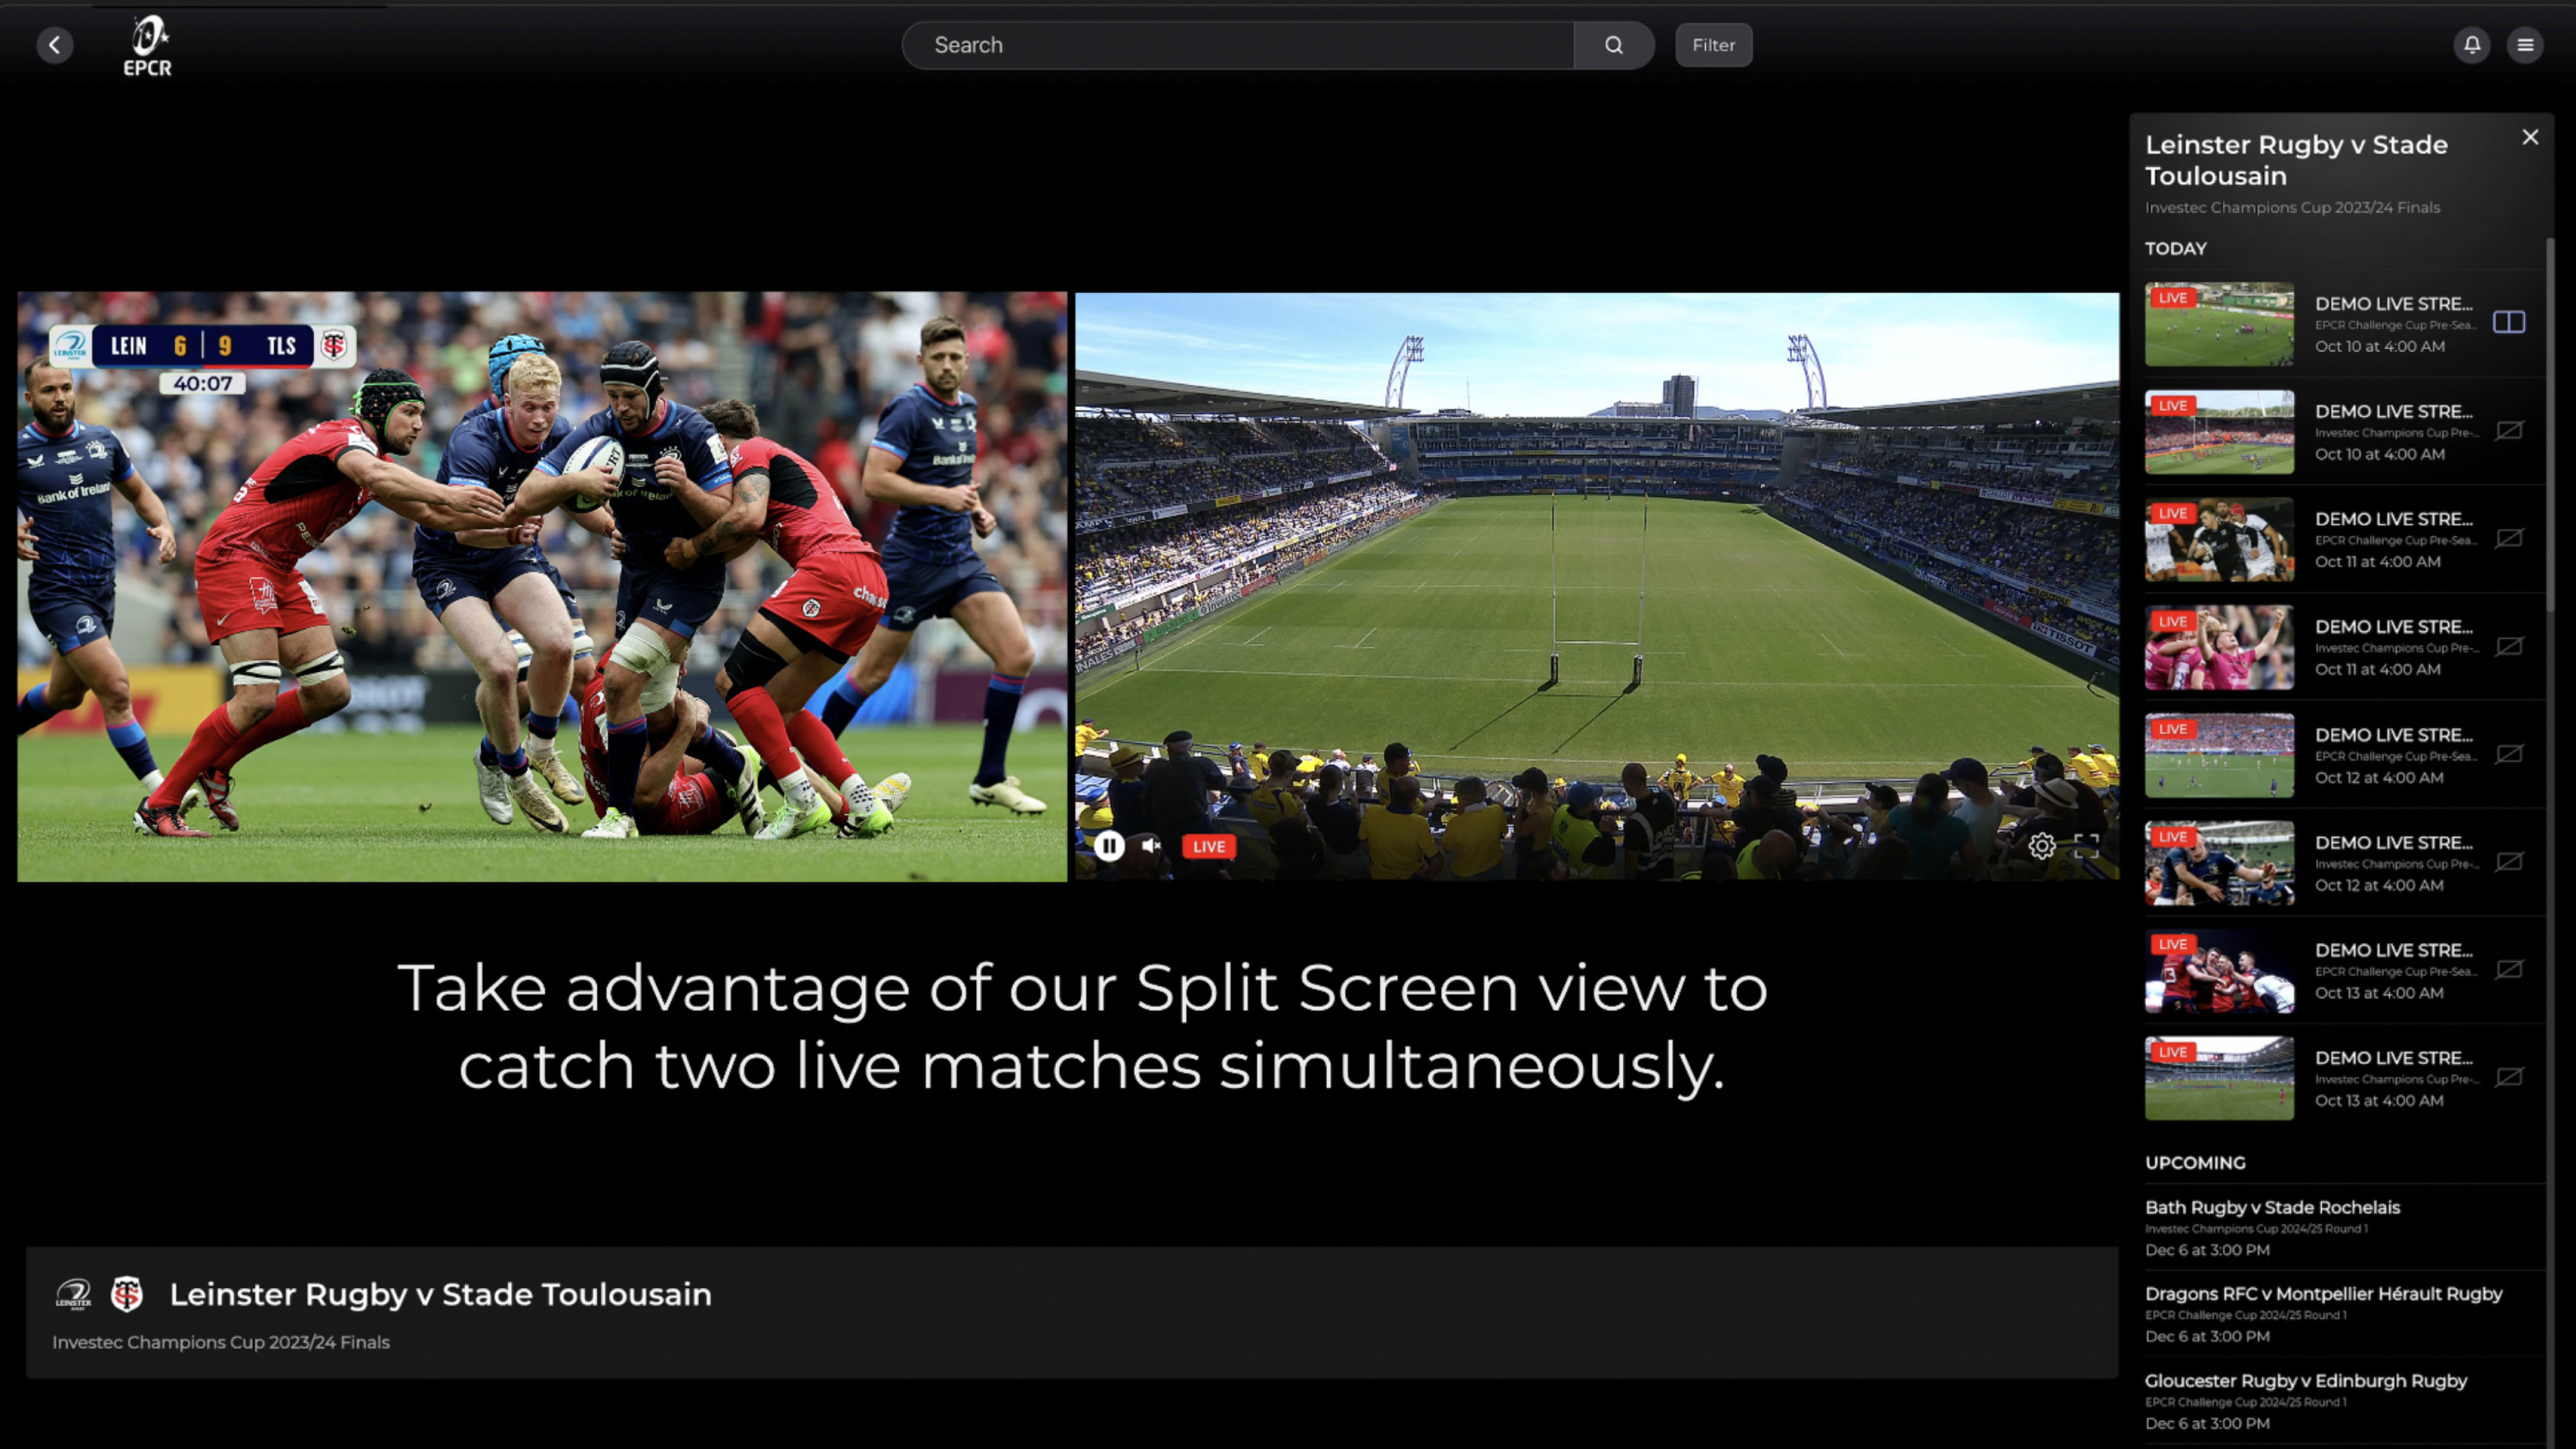 EPCR
Search
Filter
LEINSTER
LEIN 6 9 TLS
40:07
Bank of Ireland
Bank of Ireland
TISSOT
LIVE
Take advantage of our Split Screen view to
catch two live matches simultaneously.
LEINSTER
Leinster Rugby v Stade Toulousain
Investec Champions Cup 2023/24 Finals
Leinster Rugby v Stade
Toulousain
Investec Champions Cup 2023/24 Finals
TODAY
LIVE
DEMO LIVE STRE...
EPCR Challenge Cup Pre-Sea...
Oct 10 at 4:00 AM
LIVE
DEMO LIVE STRE...
Investec Champions Cup Pre-...
Oct 10 at 4:00 AM
LIVE
DEMO LIVE STRE...
EPCR Challenge Cup Pre-Sea...
Oct 11 at 4:00 AM
LIVE
DEMO LIVE STRE...
Investec Champions Cup Pre-...
Oct 11 at 4:00 AM
LIVE
DEMO LIVE STRE...
EPCR Challenge Cup Pre-Sea...
Oct 12 at 4:00 AM
LIVE
DEMO LIVE STRE...
Investec Champions Cup Pre-...
Oct 12 at 4:00 AM
LIVE
DEMO LIVE STRE...
EPCR Challenge Cup Pre-Sea...
Oct 13 at 4:00 AM
LIVE
DEMO LIVE STRE...
Investec Champions Cup Pre-...
Oct 13 at 4:00 AM
UPCOMING
Bath Rugby v Stade Rochelais
Investec Champions Cup 2024/25 Round 1
Dec 6 at 3:00 PM
Dragons RFC v Montpellier Hérault Rugby
EPCR Challenge Cup 2024/25 Round 1
Dec 6 at 3:00 PM
Gloucester Rugby v Edinburgh Rugby
EPCR Challenge Cup 2024/25 Round 1
Dec 6 at 3:00 PM